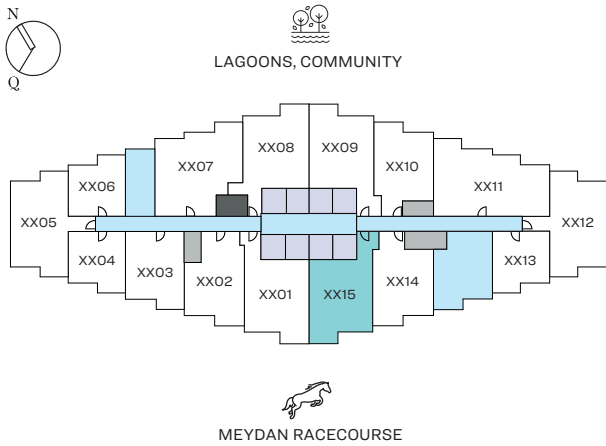 N
Q
LAGOONS, COMMUNITY
XX08
XX09
XX07
XX10
XX06
XX11
XX05
XX12
XX04
XX03
XX02
XX01
XX15
XX14
XX13
MEYDAN RACECOURSE